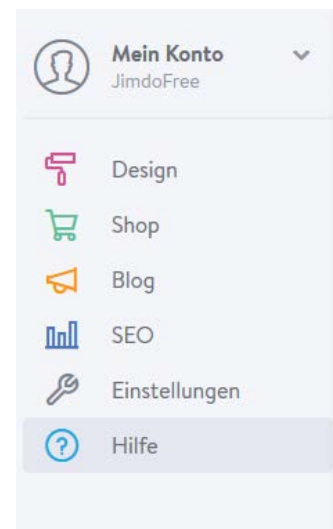 Mein Konto
JimdoFree
Design
Shop
Blog
SEO
Einstellungen
Hilfe